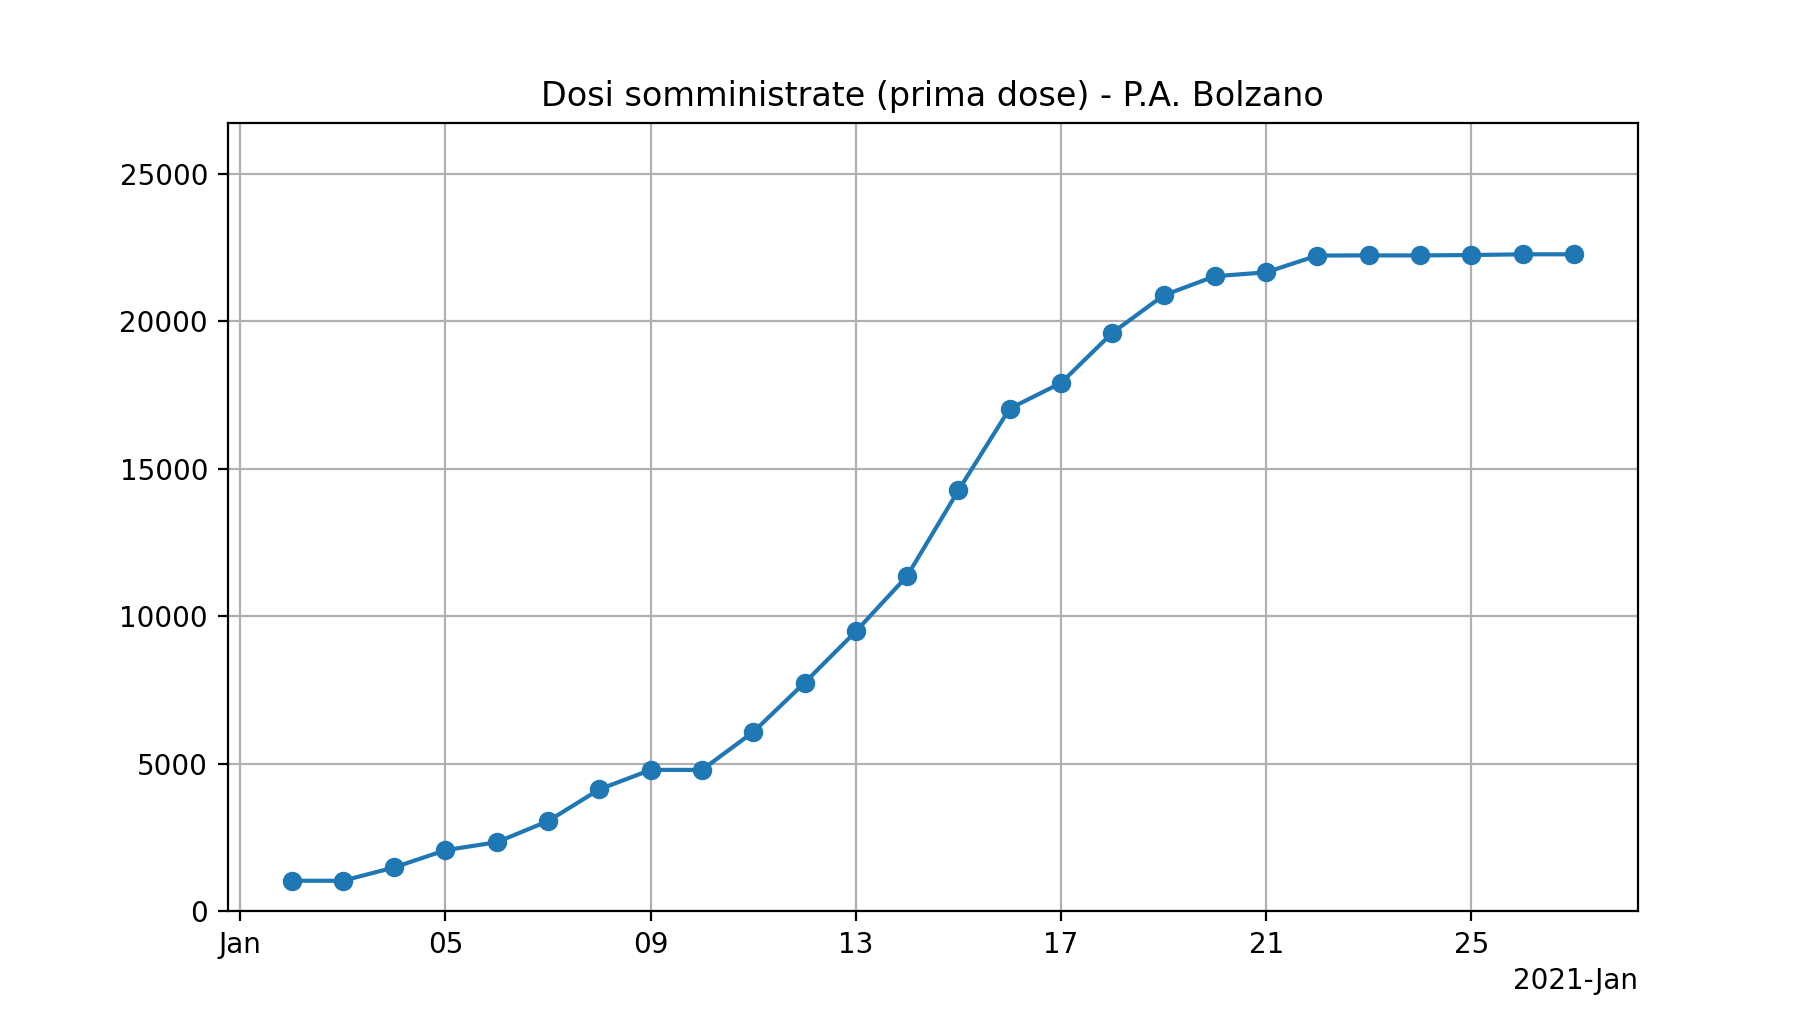 Dosi somministrate (prima dose) - P.A. Bolzano
25000
20000
15000
10000
5000
0
Jan 05 09 13 17 21 25
2021-Jan